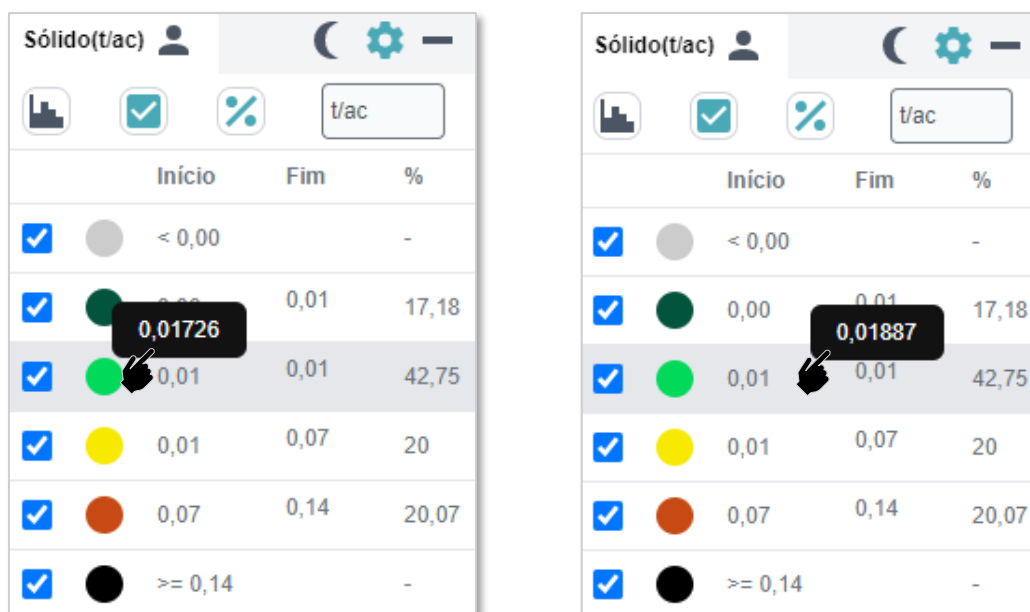 Sólido(t/ac)
t/ac
Início Fim %
< 0,00 -
0,01 17,18
0,01726
0,01 0,01 42,75
0,01 0,07 20
0,07 0,14 20,07
>= 0,14 -
Sólido(t/ac)
t/ac
Início Fim %
< 0,00 -
0,00 0,01 17,18
0,01887
0,01 0,01 42,75
0,01 0,07 20
0,07 0,14 20,07
>= 0,14 -